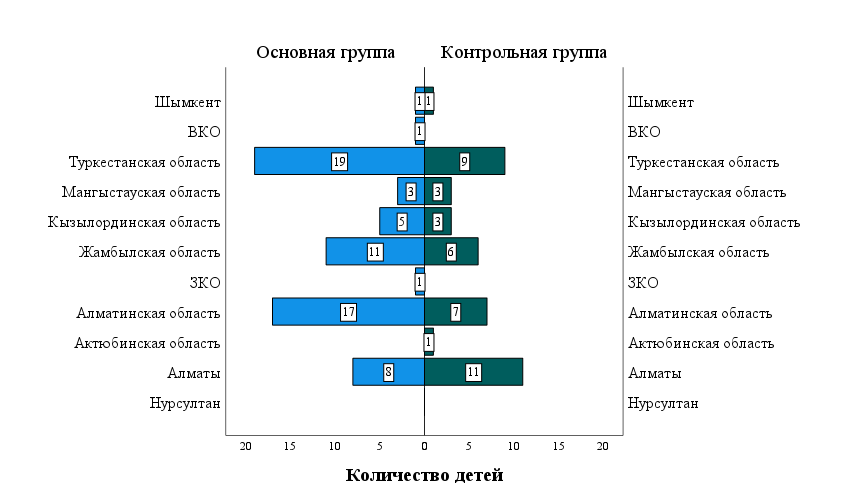 Основная группа Контрольная группа
Шымкент 1 1 Шымкент
ВКО 1 ВКО
Туркестанская область 19 9 Туркестанская область
Мангыстауская область 3 3 Мангыстауская область
Кызылординская область 5 3 Кызылординская область
Жамбылская область 11 6 Жамбылская область
ЗКО 1 ЗКО
Алматинская область 17 7 Алматинская область
Актюбинская область 1 Актюбинская область
Алматы 8 11 Алматы
Нурсултан Нурсултан
20 15 10 5 0 5 10 15 20
Количество детей